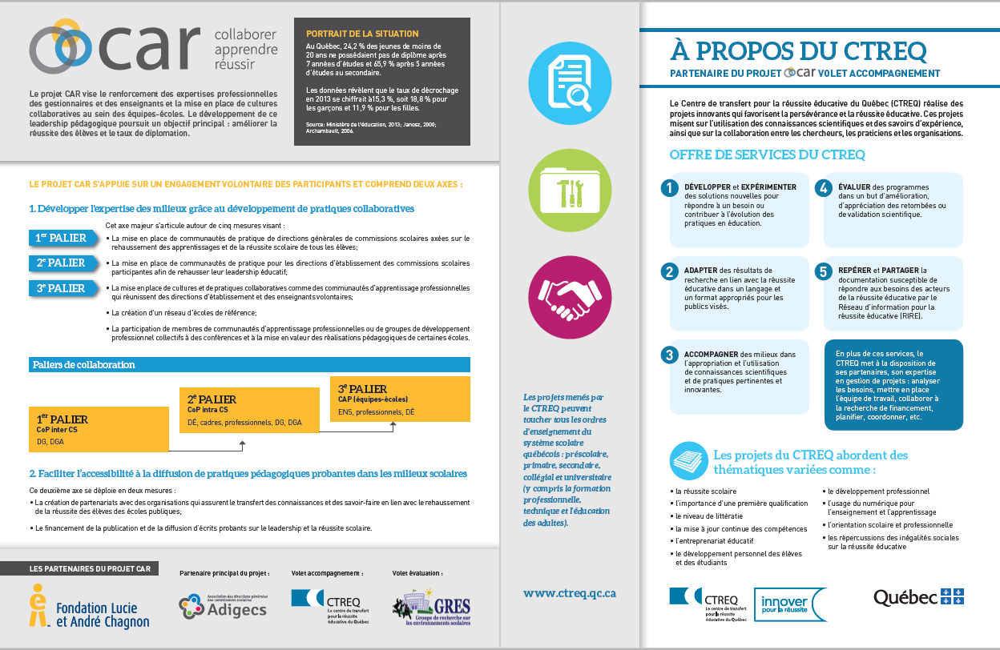 car
collaborer
apprendre
réussir
Le projet CAR vise le renforcement des expertises professionnelles
des gestionnaires et des enseignants et la mise en place de cultures
collaboratives au sein des équipes-écoles. Le développement de ce
leadership pédagogique poursuit un objectif principal : améliorer la
réussite des élèves et le taux de diplomation.
PORTRAIT DE LA SITUATION
Au Québec, 24,2 % des jeunes de moins de
20 ans ne possédaient pas de diplôme après
7 années d'études et 65,9 % après 5 années
d'études au secondaire.
Les données révèlent que le taux de décrochage
en 2013 se chiffrait à15,3 %, soit 18,8 % pour
les garçons et 11,9 % pour les filles.
Source: Ministère de l'éducation, 2013; Janosz, 2000;
Archambault, 2006.
LE PROJET CAR S'APPUIE SUR UN ENGAGEMENT VOLONTAIRE DES PARTICIPANTS ET COMPREND DEUX AXES :
1. Développer l'expertise des milieux grâce au développement de pratiques collaboratives
Cet axe majeur s'articule autour de cinq mesures visant :
1er PALIER
• La mise en place de communautés de pratique de directions générales de commissions scolaires axées sur le
rehaussement des apprentissages et de la réussite scolaire de tous les élèves;
2e PALIER
• La mise en place de communautés de pratique pour les directions d'établissement des commissions scolaires
participantes afin de rehausser leur leadership éducatif;
3e PALIER
• La mise en place de cultures et de pratiques collaboratives comme des communautés d'apprentissage professionnelles
qui réunissent des directions d'établissement et des enseignants volontaires;
• La création d'un réseau d'écoles de référence;
• La participation de membres de communautés d'apprentissage professionnelles ou de groupes de développement
professionnel collectifs à des conférences et à la mise en valeur des réalisations pédagogiques de certaines écoles.
Paliers de collaboration
1er PALIER
CoP inter CS
DG, DGA
2e PALIER
CoP intra CS
DÉ, cadres, professionnels, DG, DGA
3e PALIER
CAP (équipes-écoles)
ENS, professionnels, DÉ
2. Faciliter l'accessibilité à la diffusion de pratiques pédagogiques probantes dans les milieux scolaires
Ce deuxième axe se déploie en deux mesures :
• La création de partenariats avec des organisations qui assurent le transfert des connaissances et des savoir-faire en lien avec le rehaussement
de la réussite des élèves des écoles publiques;
• Le financement de la publication et de la diffusion d'écrits probants sur le leadership et la réussite scolaire.
LES PARTENAIRES DU PROJET CAR
Fondation Lucie
et André Chagnon
Partenaire principal du projet :
Association des directions générales
des commissions scolaires
Adigecs
Volet accompagnement :
CTREQ
Le centre de transfert
pour la réussite
éducative du Québec
Volet évaluation :
GRES
Groupe de recherche sur
les environnements scolaires
Les projets menés par
le CTREQ peuvent
toucher tous les ordres
d'enseignement du
système scolaire
québécois : préscolaire,
primaire, secondaire,
collégial et universitaire
(y compris la formation
professionnelle,
technique et l'éducation
des adultes).
www.ctreq.qc.ca
À PROPOS DU CTREQ
PARTENAIRE DU PROJET car VOLET ACCOMPAGNEMENT
Le Centre de transfert pour la réussite éducative du Québec (CTREQ) réalise des
projets innovants qui favorisent la persévérance et la réussite éducative. Ces projets
misent sur l'utilisation des connaissances scientifiques et des savoirs d'expérience,
ainsi que sur la collaboration entre les chercheurs, les praticiens et les organisations.
OFFRE DE SERVICES DU CTREQ
1
DÉVELOPPER et EXPÉRIMENTER
des solutions nouvelles pour
répondre à un besoin ou
contribuer à l'évolution des
pratiques en éducation.
2
ADAPTER des résultats de
recherche en lien avec la réussite
éducative dans un langage et
un format appropriés pour les
publics visés.
3
ACCOMPAGNER des milieux dans
l'appropriation et l'utilisation
de connaissances scientifiques
et de pratiques pertinentes et
innovantes.
4
ÉVALUER des programmes
dans un but d'amélioration,
d'appréciation des retombées ou
de validation scientifique.
5
REPÉRER et PARTAGER la
documentation susceptible de
répondre aux besoins des acteurs
de la réussite éducative par le
Réseau d'information pour la
réussite éducative (RIRE).
En plus de ces services, le
CTREQ met à la disposition de
ses partenaires, son expertise
en gestion de projets : analyser
les besoins, mettre en place
l'équipe de travail, collaborer à
la recherche de financement,
planifier, coordonner, etc.
Les projets du CTREQ abordent des
thématiques variées comme :
• la réussite scolaire
• l'importance d'une première qualification
• le niveau de littératie
• la mise à jour continue des compétences
• l'entreprenariat éducatif
• le développement personnel des élèves
et des étudiants
• le développement professionnel
• l'usage du numérique pour
l'enseignement et l'apprentissage
• l'orientation scolaire et professionnelle
• les répercussions des inégalités sociales
sur la réussite éducative
CTREQ
Le centre de transfert
pour la réussite
éducative du Québec
innover
pour la réussite
Québec